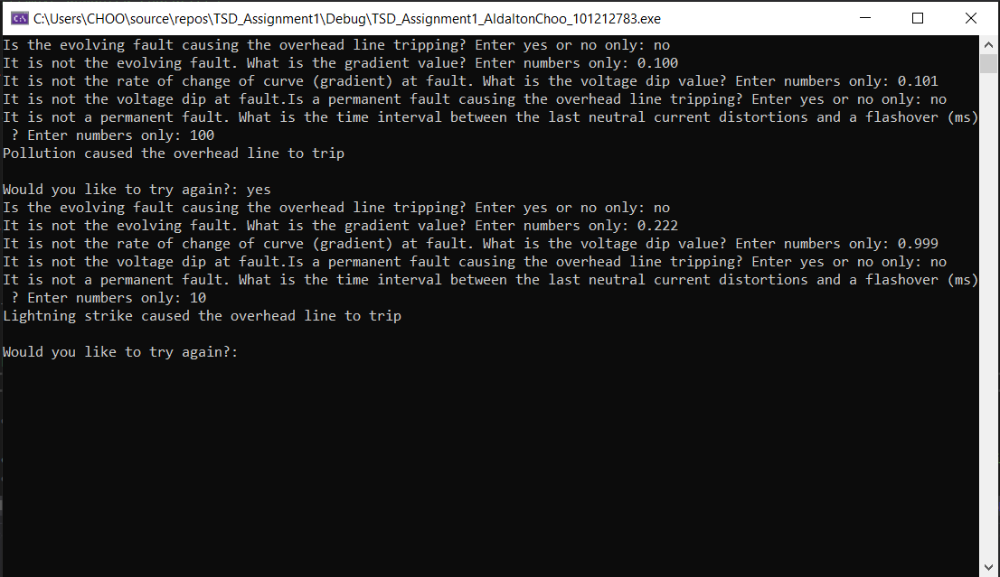 C:\Users\CHOO\source\repos\TSD_Assignment1\Debug\TSD_Assignment1_AldaltonChoo_101212783.exe
Is the evolving fault causing the overhead line tripping? Enter yes or no only: no
It is not the evolving fault. What is the gradient value? Enter numbers only: 0.100
It is not the rate of change of curve (gradient) at fault. What is the voltage dip value? Enter numbers only: 0.101
It is not the voltage dip at fault.Is a permanent fault causing the overhead line tripping? Enter yes or no only: no
It is not a permanent fault. What is the time interval between the last neutral current distortions and a flashover (ms)
 ? Enter numbers only: 100
Pollution caused the overhead line to trip
Would you like to try again?: yes
Is the evolving fault causing the overhead line tripping? Enter yes or no only: no
It is not the evolving fault. What is the gradient value? Enter numbers only: 0.222
It is not the rate of change of curve (gradient) at fault. What is the voltage dip value? Enter numbers only: 0.999
It is not the voltage dip at fault.Is a permanent fault causing the overhead line tripping? Enter yes or no only: no
It is not a permanent fault. What is the time interval between the last neutral current distortions and a flashover (ms)
 ? Enter numbers only: 10
Lightning strike caused the overhead line to trip
Would you like to try again?: